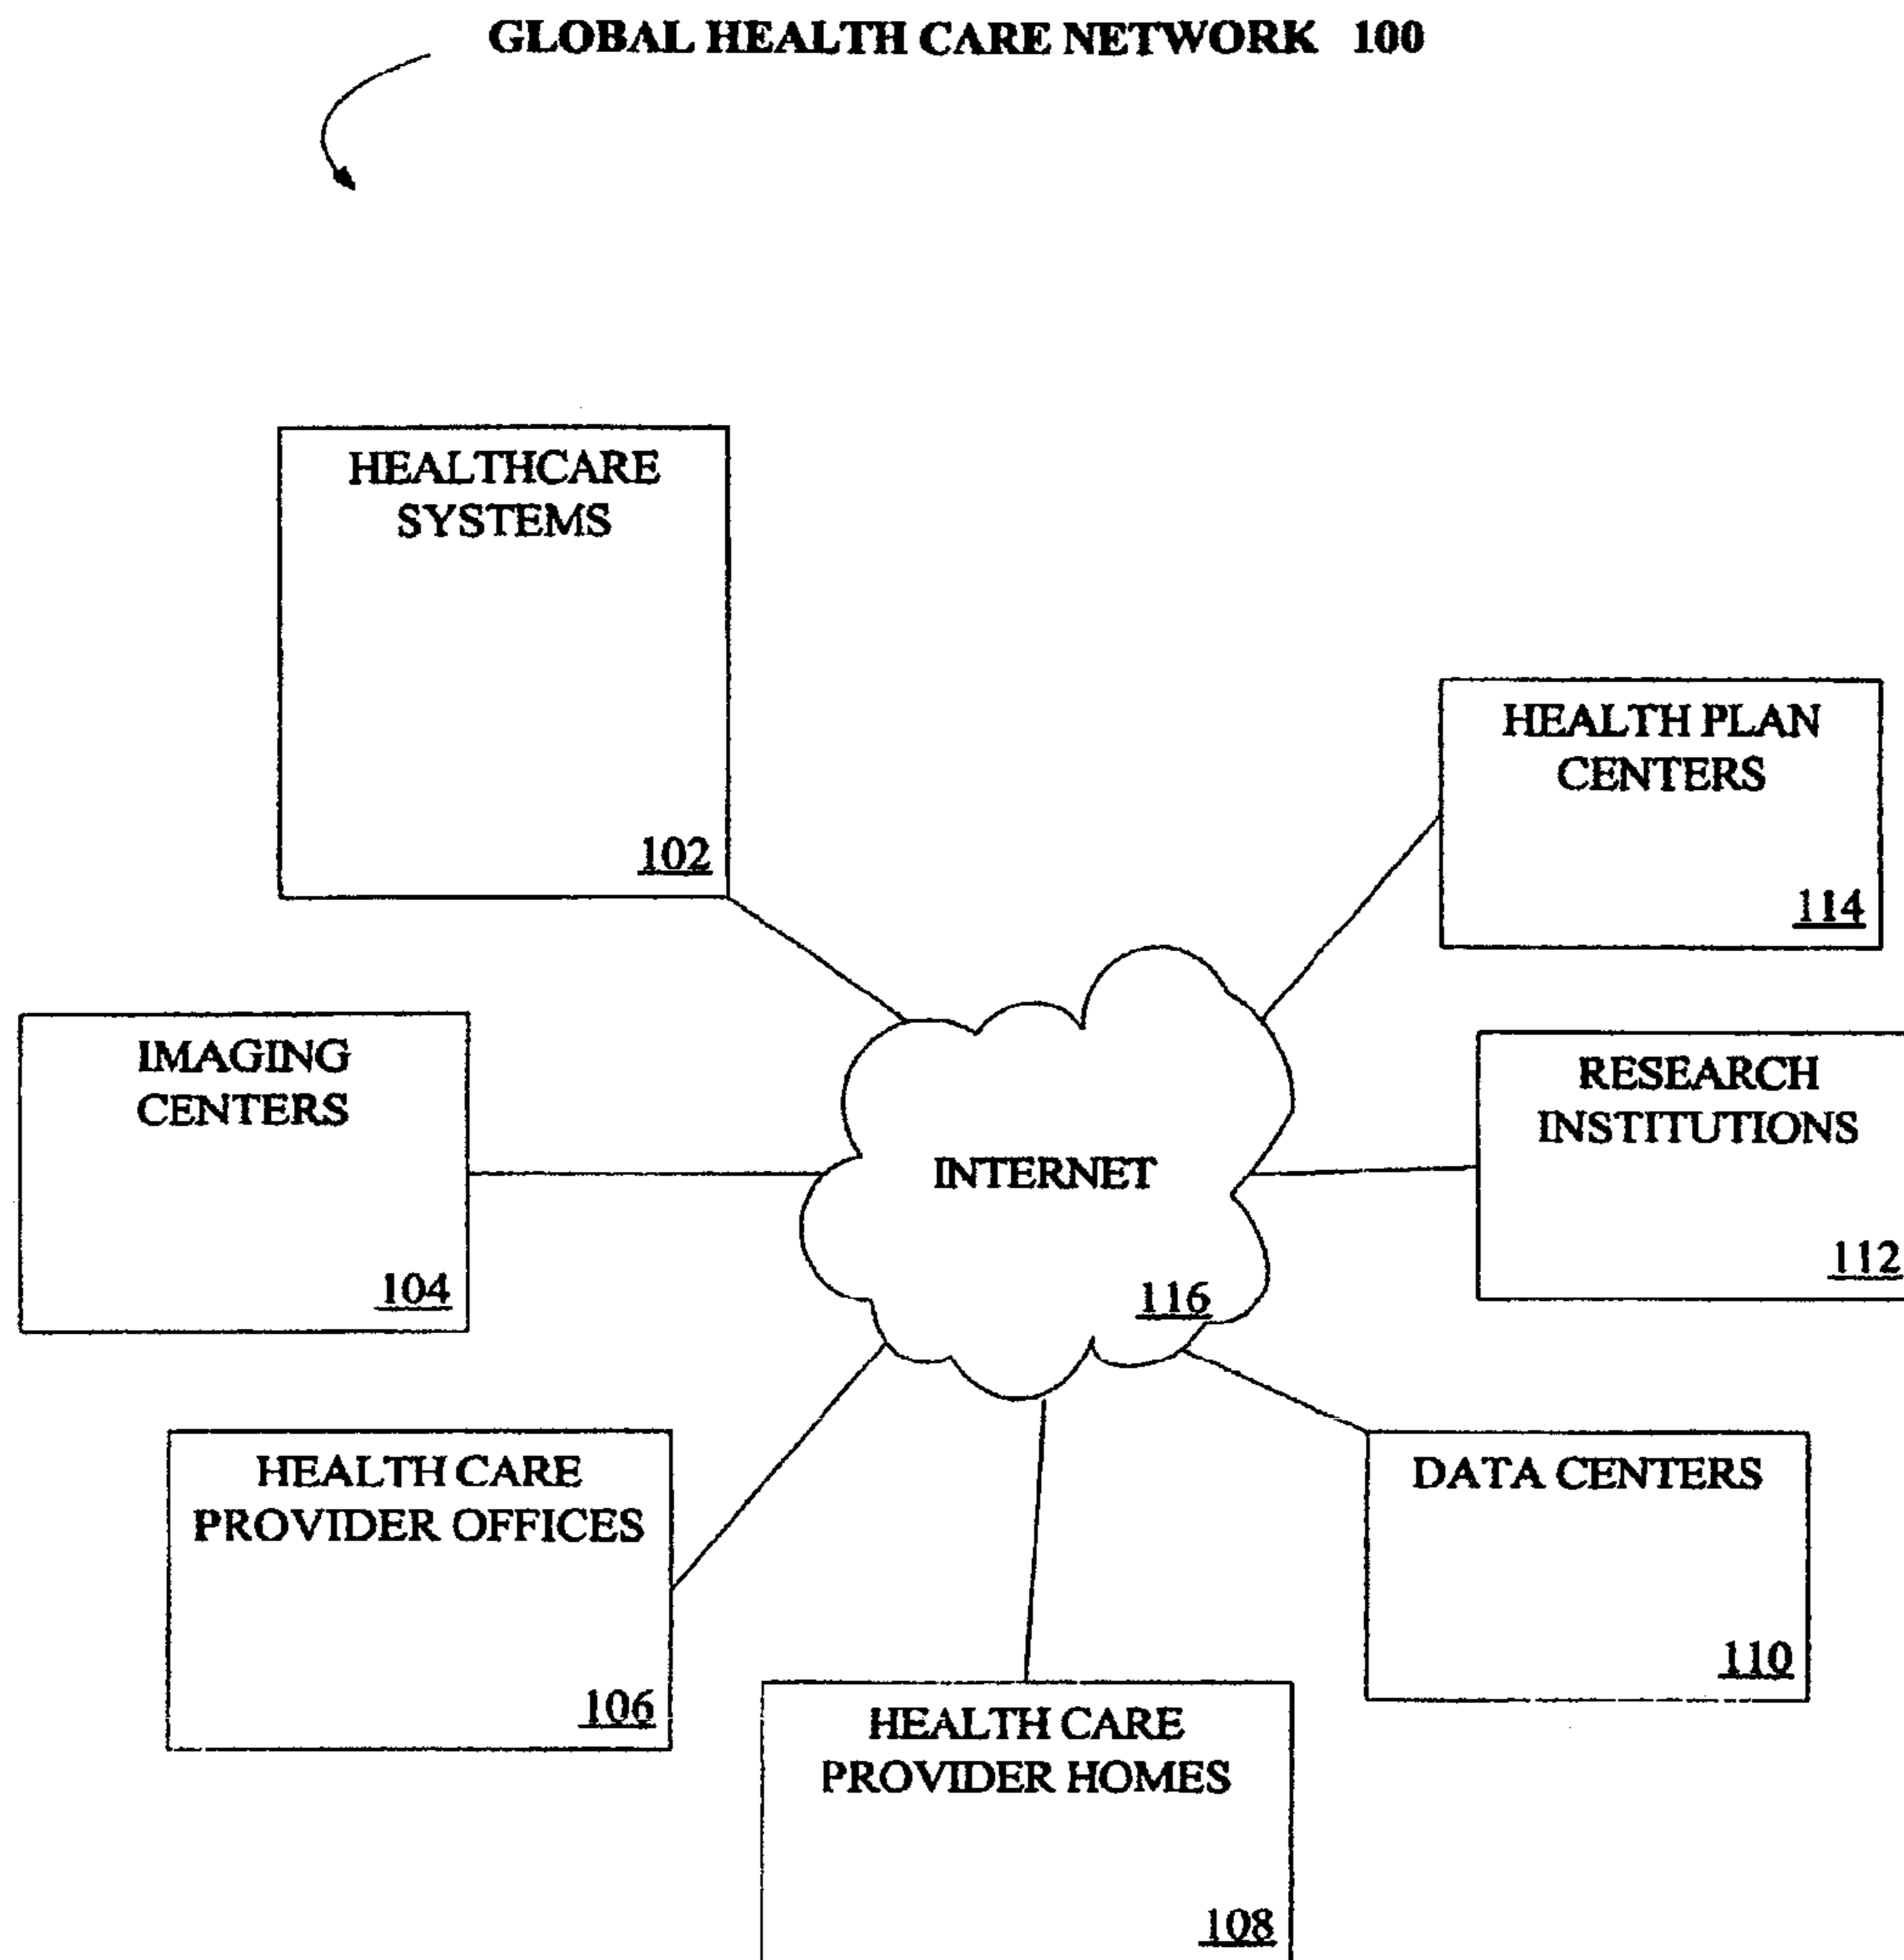 GLOBAL HEALTH CARE NETWORK 100
HEALTHCARE
SYSTEMS
102
HEALTH PLAN
CENTERS
114
IMAGING
CENTERS
104
INTERNET
116
RESEARCH
INSTITUTIONS
112
HEALTH CARE
PROVIDER OFFICES
106
HEALTH CARE
PROVIDER HOMES
108
DATA CENTERS
110